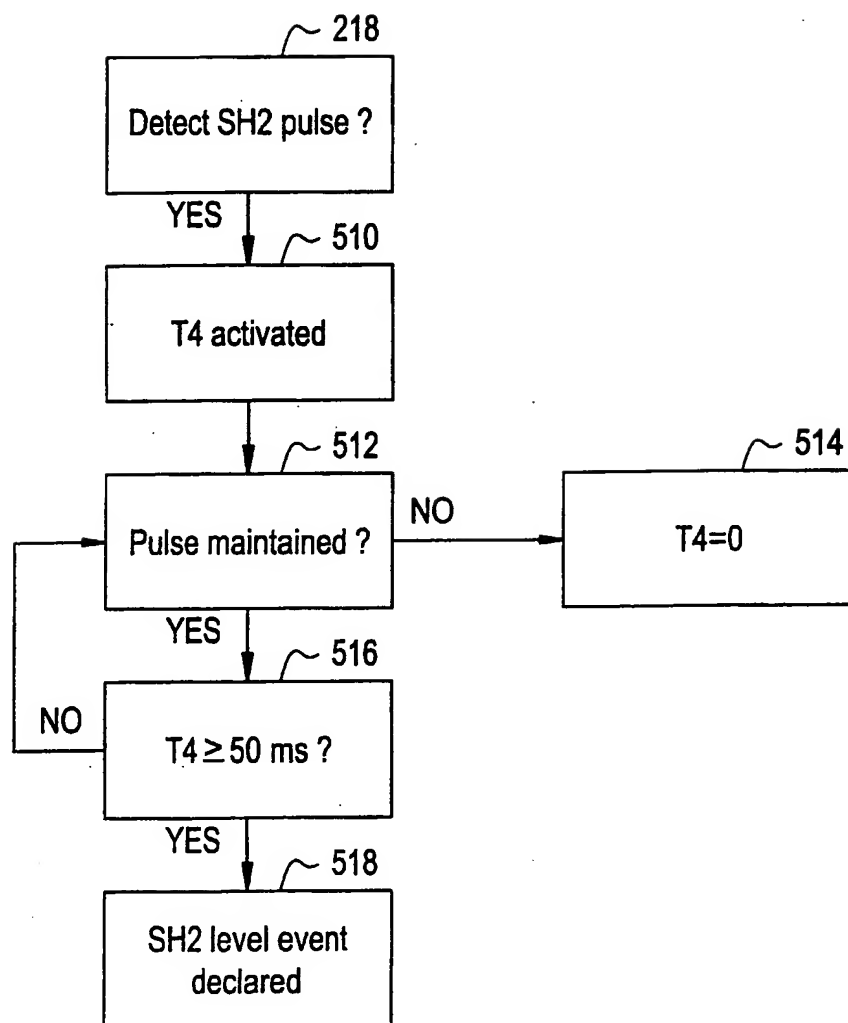 218
Detect SH2 pulse ?
YES
510
T4 activated
512
Pulse maintained ?
NO
514
T4=0
YES
516
NO
T4 ≥ 50 ms ?
YES
518
SH2 level event
declared